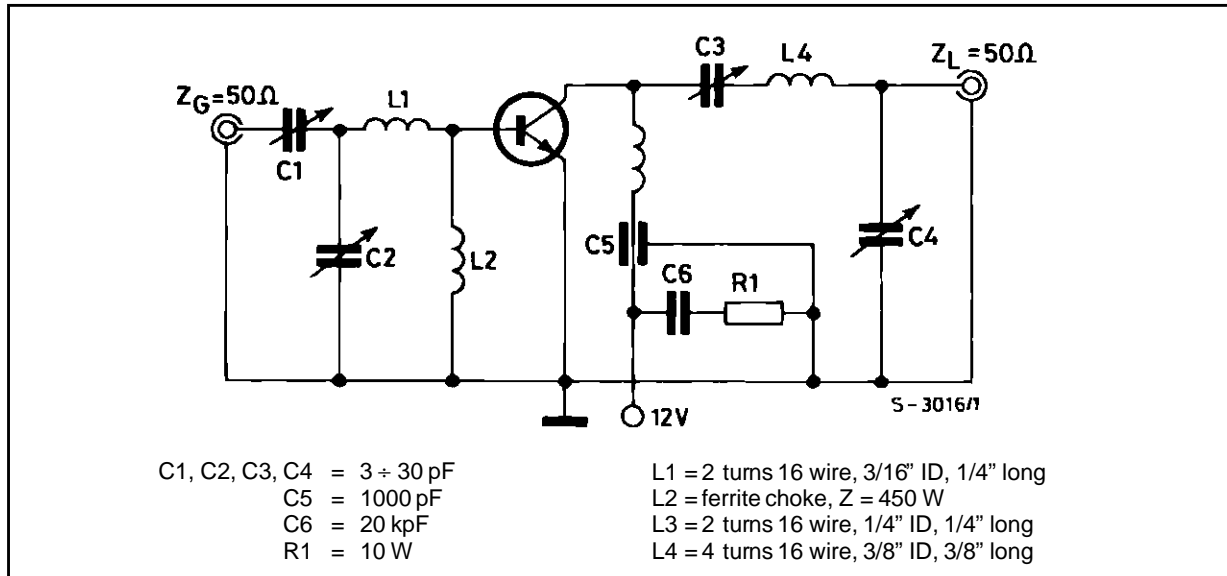 C3
L4
Z_L = 50Ω
Z_G = 50Ω
L1
C1
C2
L2
C5
C6
R1
C4
S-3016/1
12V
C1, C2, C3, C4 = 3 ÷ 30 pF
C5 = 1000 pF
C6 = 20 kpF
R1 = 10 W
L1 = 2 turns 16 wire, 3/16” ID, 1/4” long
L2 = ferrite choke, Z = 450 W
L3 = 2 turns 16 wire, 1/4” ID, 1/4” long
L4 = 4 turns 16 wire, 3/8” ID, 3/8” long